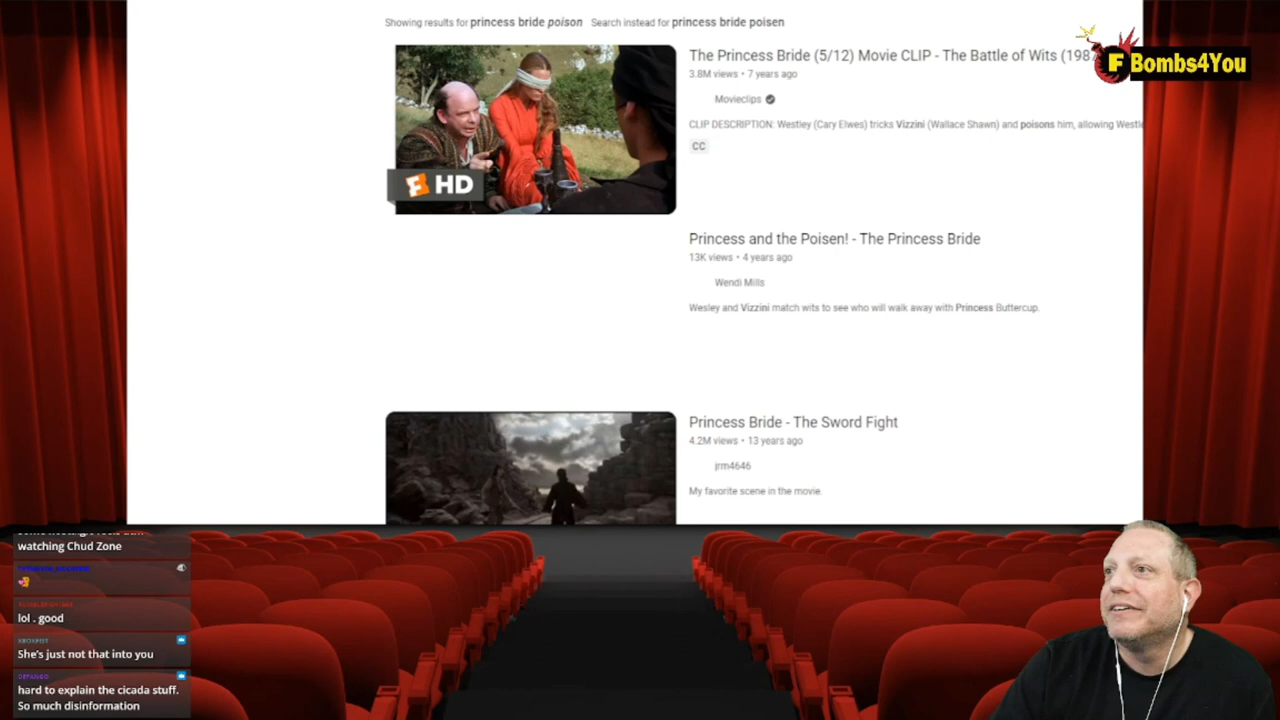 Showing results for princess bride poison Search instead for princess bride poisen
F Bombs4You
The Princess Bride (5/12) Movie CLIP - The Battle of Wits (1987
3.8M views • 7 years ago
Movieclips
CLIP DESCRIPTION: Westley (Cary Elwes) tricks Vizzini (Wallace Shawn) and poisons him, allowing Westle
CC
HD
Princess and the Poisen! - The Princess Bride
13K views • 4 years ago
Wendi Mills
Wesley and Vizzini match wits to see who will walk away with Princess Buttercup.
Princess Bride - The Sword Fight
4.2M views • 13 years ago
jrm4646
My favorite scene in the movie.
watching Chud Zone
lol . good
She's just not that into you
hard to explain the cicada stuff.
So much disinformation